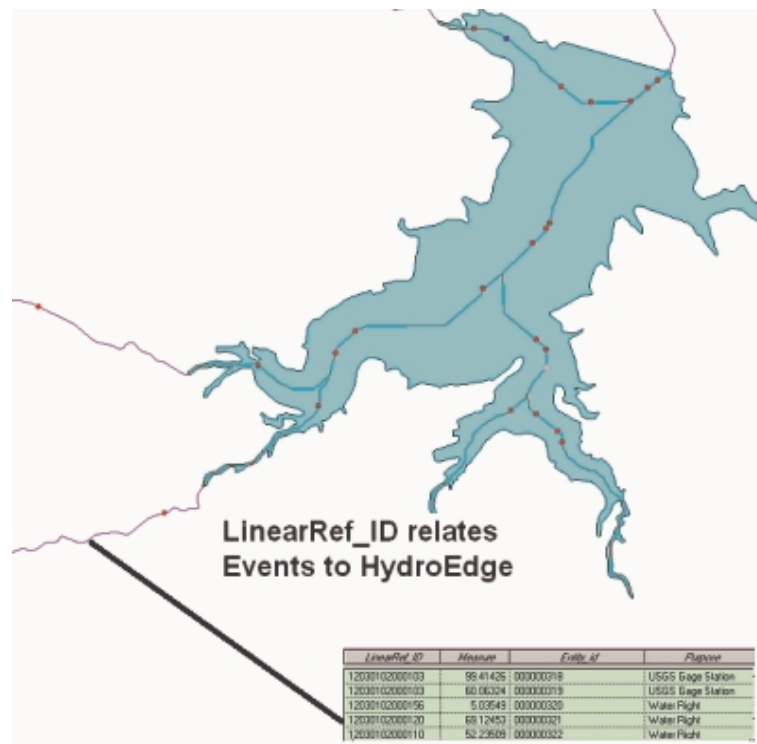 LinearRef_ID relates
Events to HydroEdge
LinearRef_ID Measure Entity_id Purpose
12030102000103 99.41426 000000318 USGS Gage Station
12030102000103 60.06324 000000319 USGS Gage Station
12030102000156 5.03549 000000320 Water Right
12030102000120 69.12453 000000321 Water Right
12030102000110 52.23509 000000322 Water Right